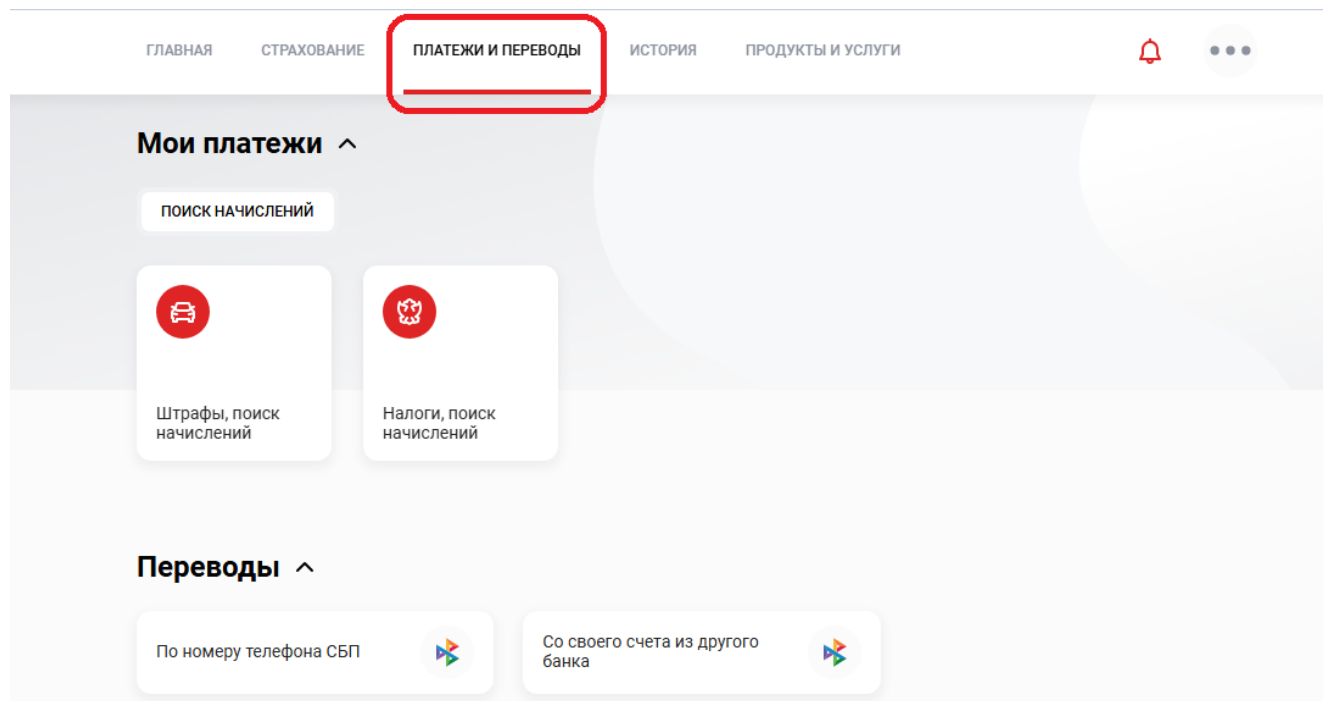 ГЛАВНАЯ СТРАХОВАНИЕ ПЛАТЕЖИ И ПЕРЕВОДЫ ИСТОРИЯ ПРОДУКТЫ И УСЛУГИ
Мои платежи
ПОИСК НАЧИСЛЕНИЙ
Штрафы, поиск
начислений
Налоги, поиск
начислений
Переводы
По номеру телефона СБП
Со своего счета из другого
банка